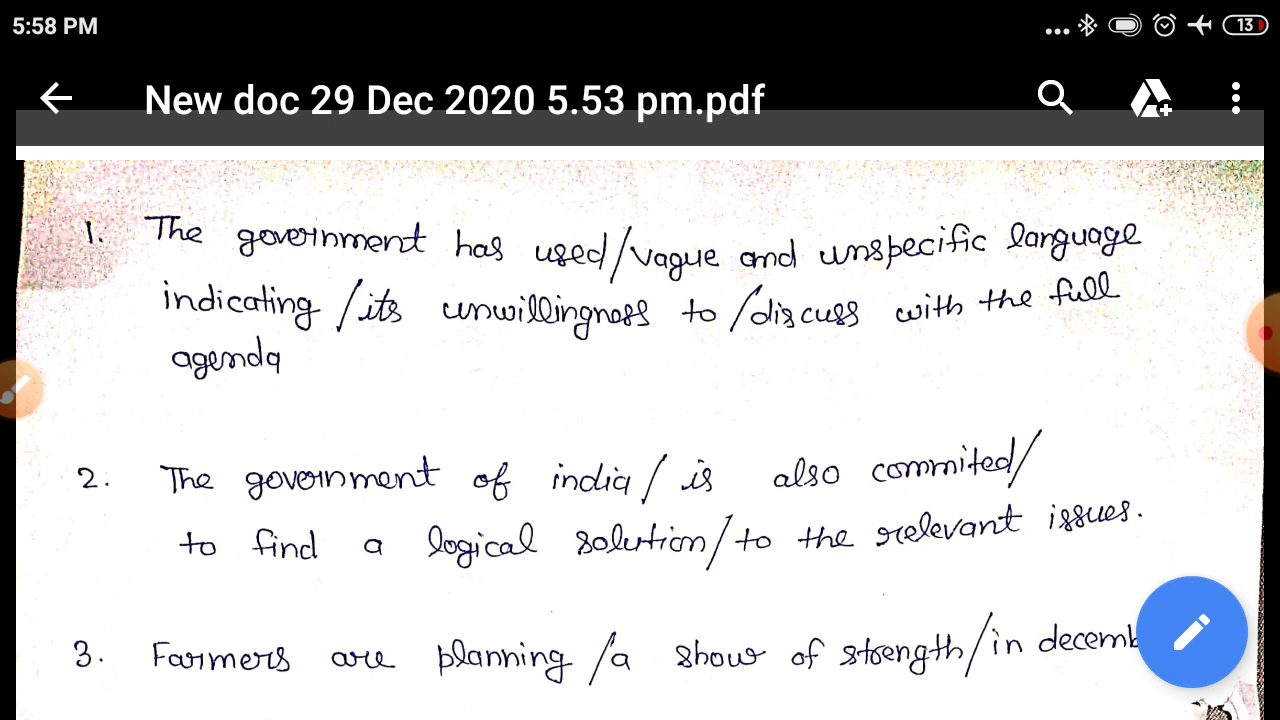 5:58 PM
13
New doc 29 Dec 2020 5.53 pm.pdf
1. The government has used/vague and unspecific language
indicating /its unwillingness to /discuss with the full
agenda
2. The government of india/ is also commited/
to find a logical solution/to the relevant issues.
3. Farmers are planning /a show of strength/in decemb